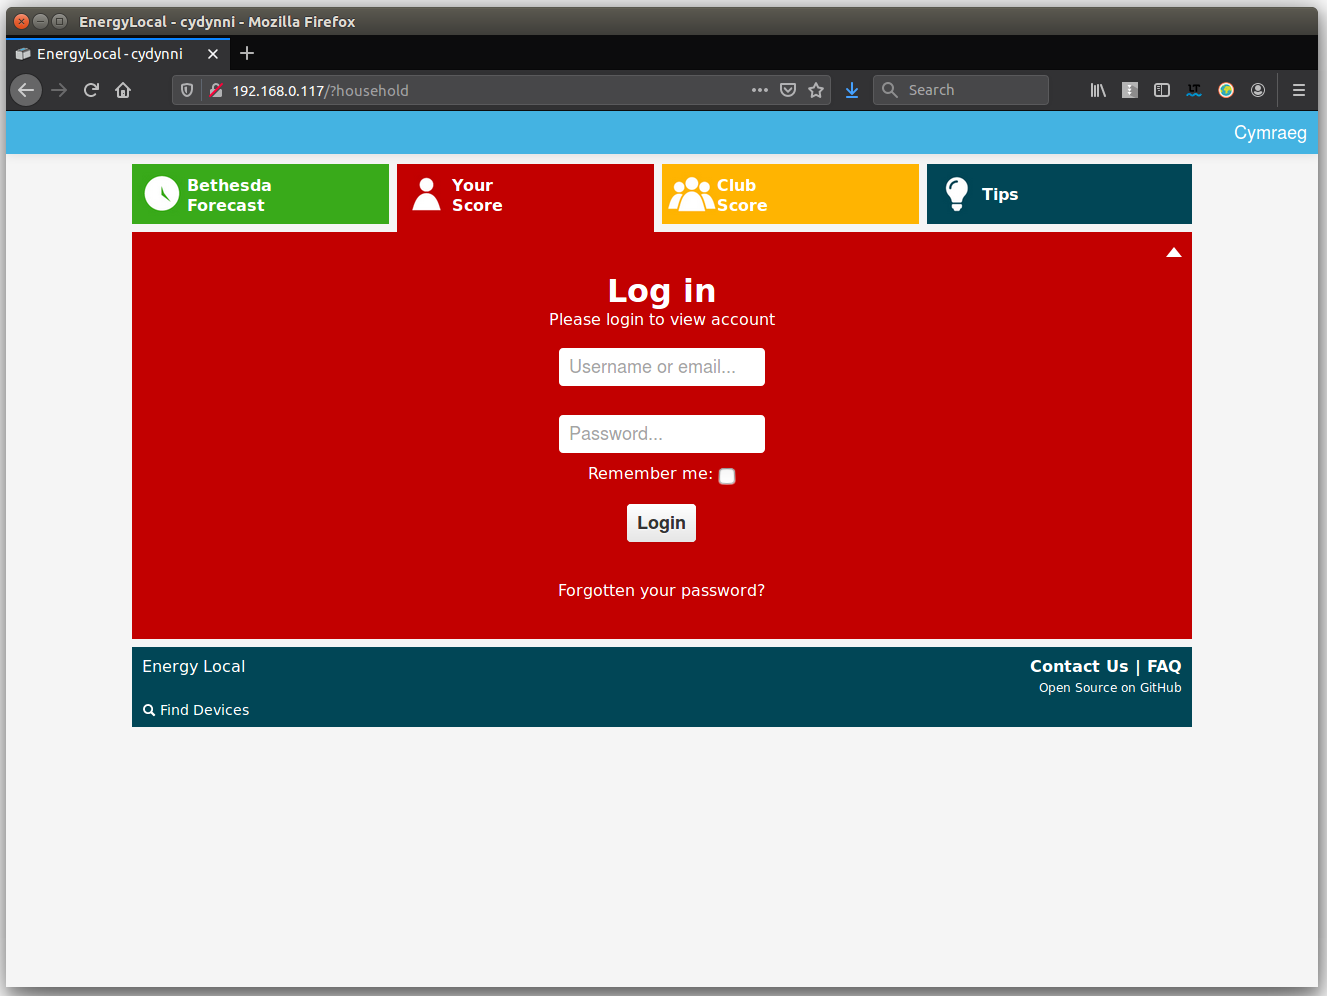 EnergyLocal - cydynni - Mozilla Firefox
EnergyLocal - cydynni
192.168.0.117/?household
Search
Cymraeg
Bethesda
Forecast
Your
Score
Club
Score
Tips
Log in
Please login to view account
Username or email...
Password...
Remember me:
Login
Forgotten your password?
Energy Local
Contact Us | FAQ
Open Source on GitHub
Find Devices